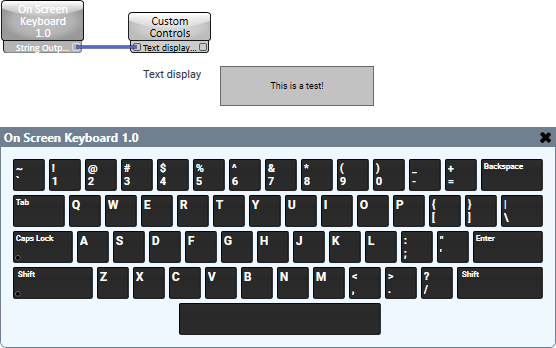 On Screen
Keyboard
1.0
String Outp...
Custom
Controls
Text display...
Text display
This is a test!
On Screen Keyboard 1.0
~ ! @ # $ % ^ & * ( ) _ + Backspace
` 1 2 3 4 5 6 7 8 9 0 - =
Tab Q W E R T Y U I O P { } |
[ ] \
Caps Lock A S D F G H J K L : " Enter
; '
Shift Z X C V B N M < > ? Shift
, . /